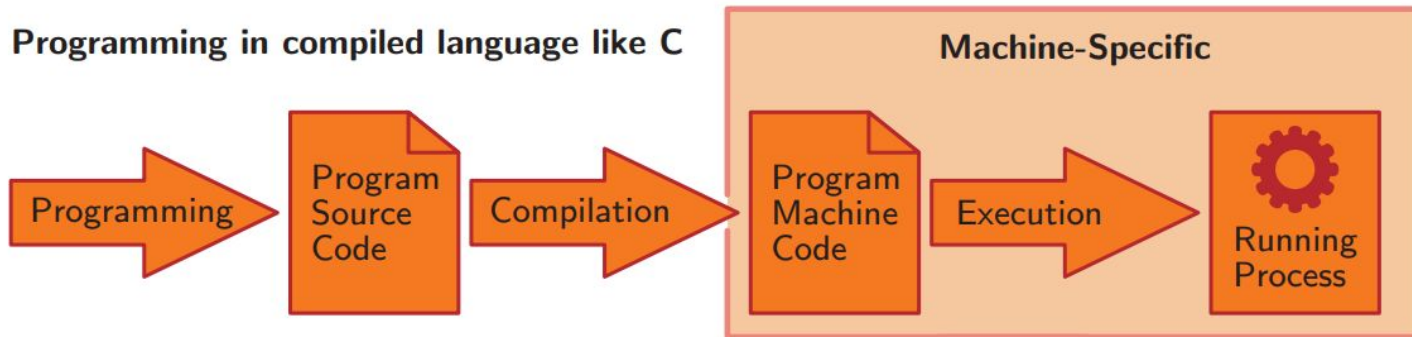 Programming in compiled language like C
Machine-Specific
Programming
Program
Source
Code
Compilation
Program
Machine
Code
Execution
Running
Process